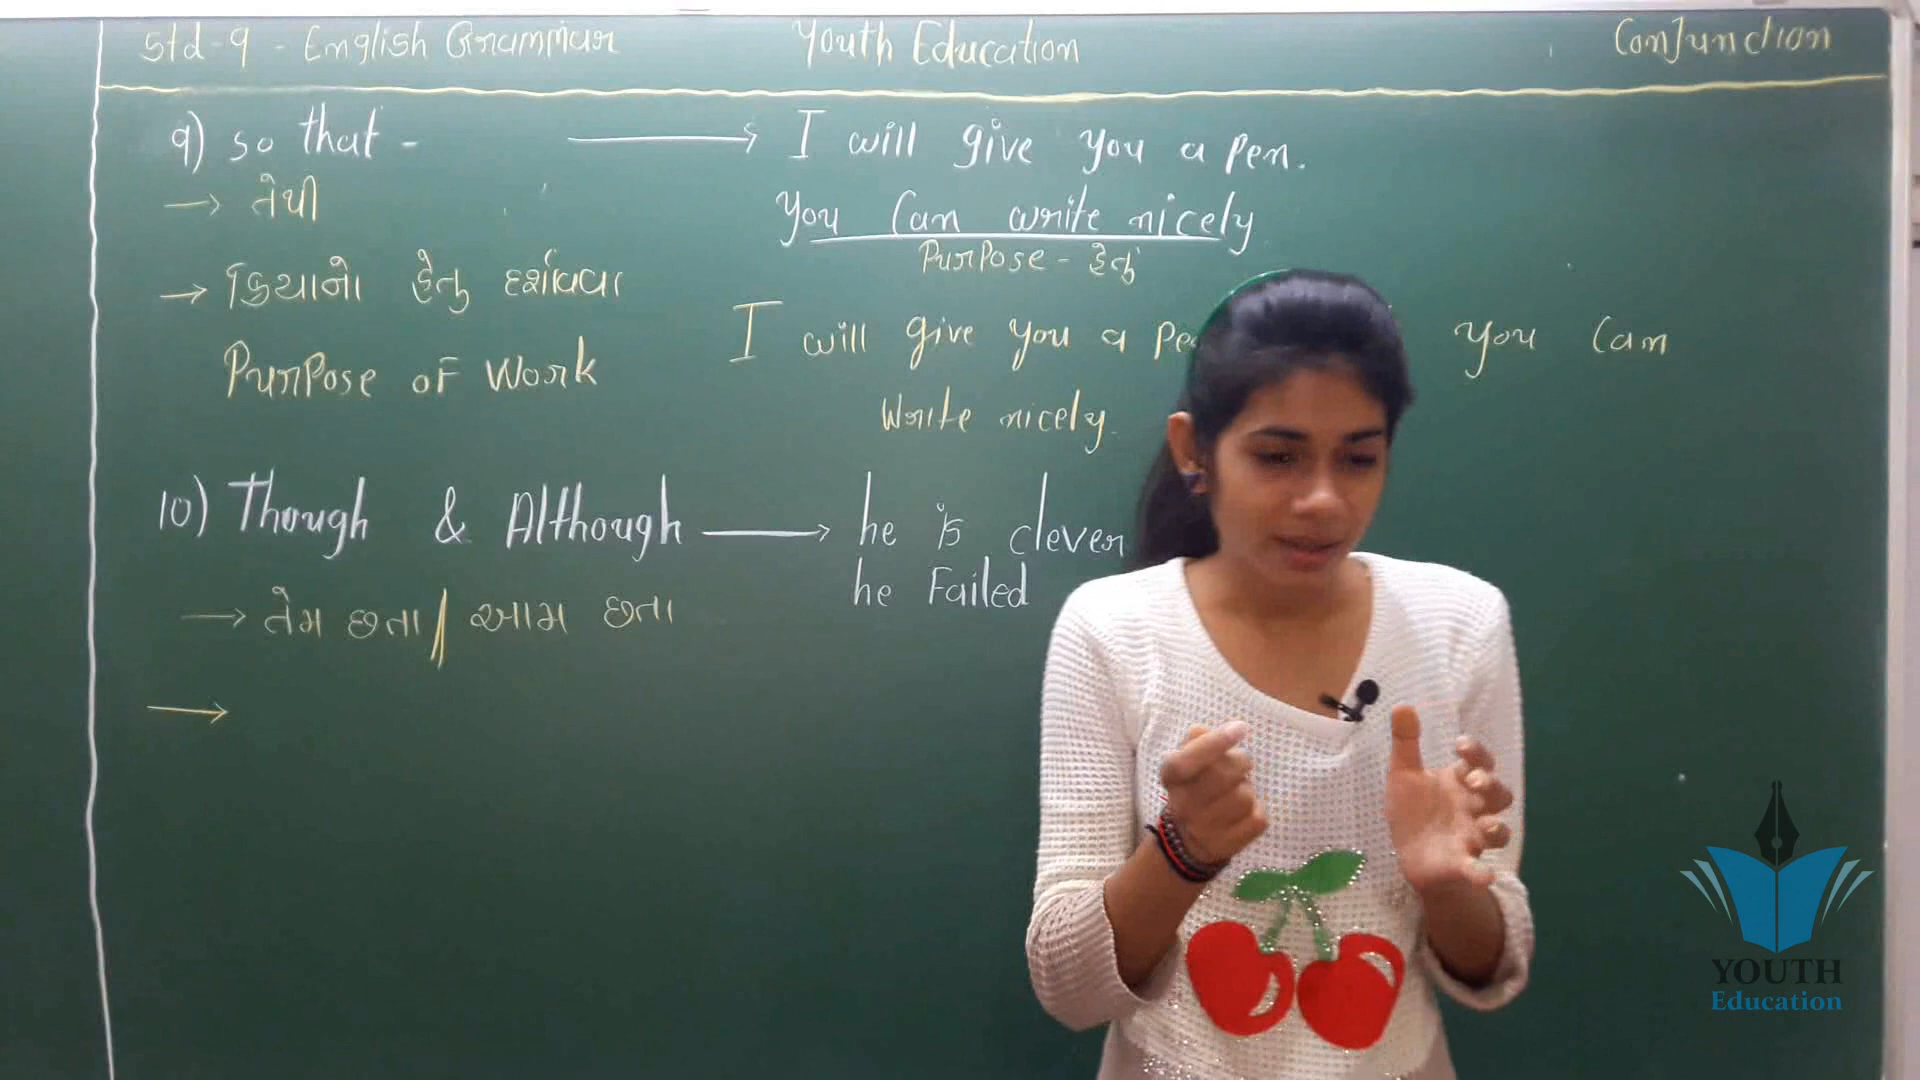 Std-9 - English Grammar Youth Education Conjunction
9) so that - → I will give you a pen.
→ તેથી
You Can write nicely
Purpose - હેતુ
→ ક્રિયાનો હેતુ દર્શાવવા
I will give you a pe you Can
Purpose of Work
Write nicely.
10) Though & Although → he is clever
he Failed
→ તેમ છતા / આમ છતા
→
YOUTH
Education